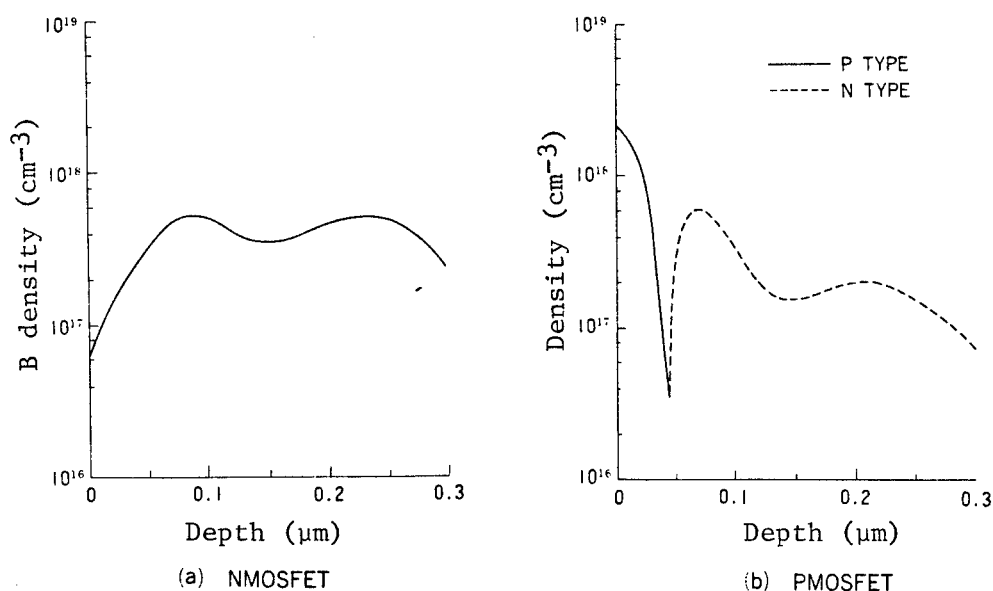 10¹⁹
10¹⁸
10¹⁷
10¹⁶
B density (cm⁻³)
0
0.1
0.2
0.3
Depth (μm)
(a) NMOSFET
10¹⁹
10¹⁸
10¹⁷
10¹⁶
Density (cm⁻³)
P TYPE
N TYPE
0
0.1
0.2
0.3
Depth (μm)
(b) PMOSFET